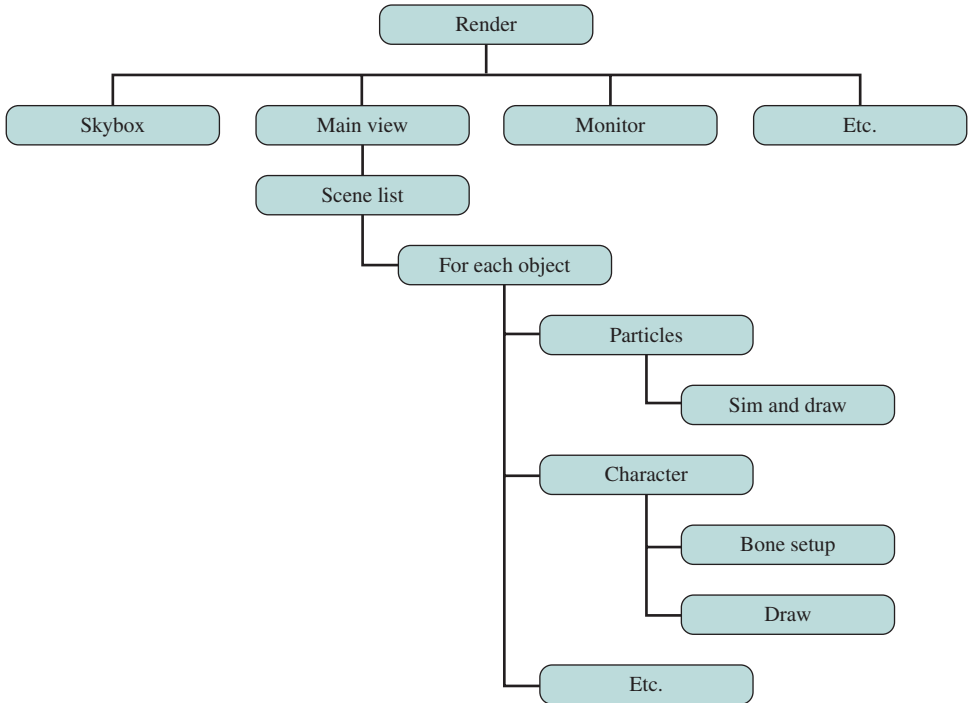 Render
Skybox
Main view
Monitor
Etc.
Scene list
For each object
Particles
Sim and draw
Character
Bone setup
Draw
Etc.